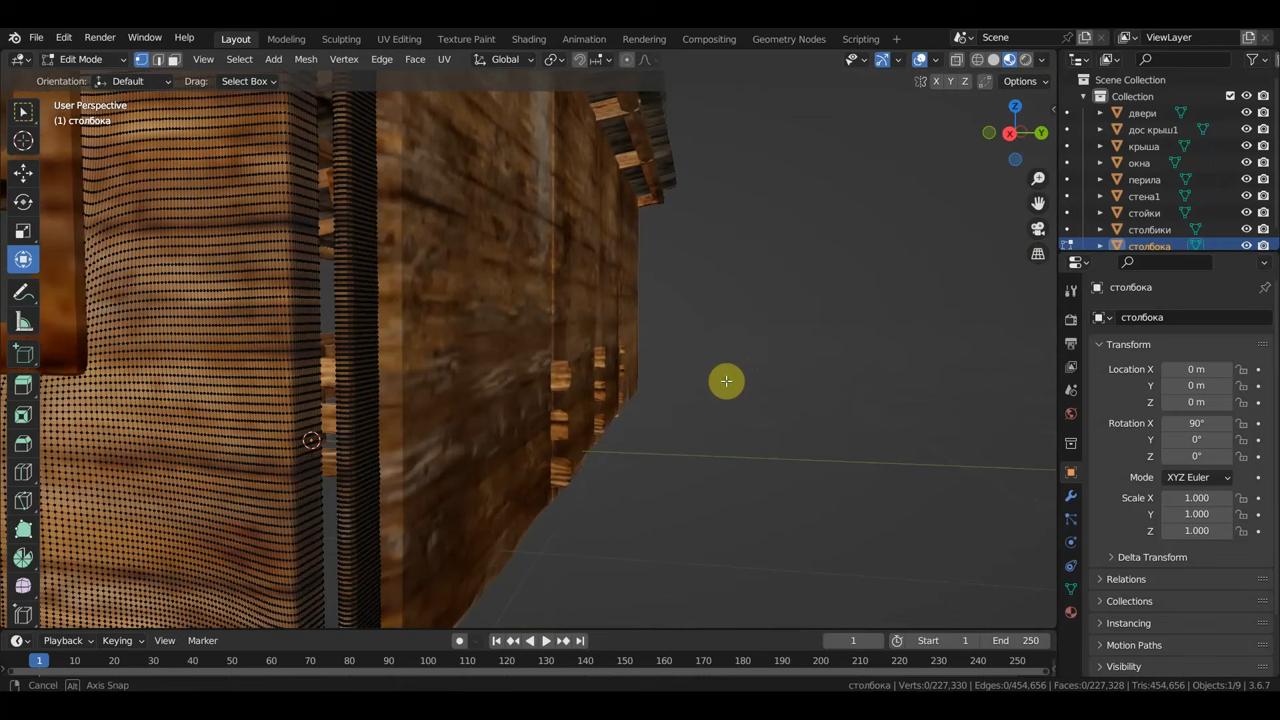 File Edit Render Window Help Layout Modeling Sculpting UV Editing Texture Paint Shading Animation Rendering Compositing Geometry Nodes Scripting Scene ViewLayer
Edit Mode View Select Add Mesh Vertex Edge Face UV Global
Orientation: Default Drag: Select Box X Y Z Options
User Perspective
(1) столбока
Z
X Y
Scene Collection
Collection
двери
дос крыш1
крыша
окна
перила
стена1
стойки
столбики
столбока
столбока
столбока
Transform
Location X 0 m
Y 0 m
Z 0 m
Rotation X 90°
Y 0°
Z 0°
Mode XYZ Euler
Scale X 1.000
Y 1.000
Z 1.000
Delta Transform
Relations
Collections
Instancing
Motion Paths
Visibility
Playback Keying View Marker 1 Start 1 End 250
1 10 20 30 40 50 60 70 80 90 100 110 120 130 140 150 160 170 180 190 200 210 220 230 240 250
Cancel Alt Axis Snap столбока | Verts:0/227,330 | Edges:0/454,656 | Faces:0/227,328 | Tris:454,656 | Objects:1/9 | 3.6.7